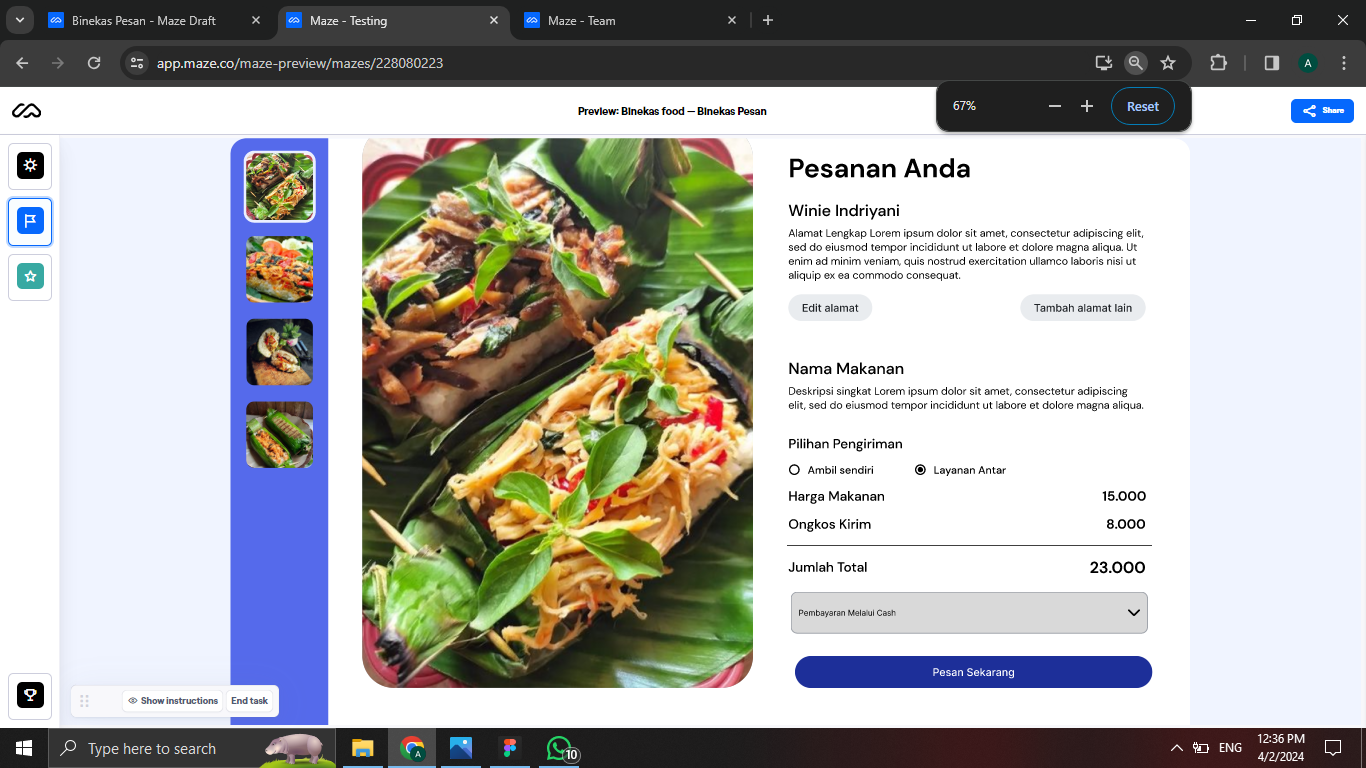 Binekas Pesan - Maze Draft
Maze - Testing
Maze - Team
app.maze.co/maze-preview/mazes/228080223
A
67%
Reset
Preview: Binekas food — Binekas Pesan
Share
Pesanan Anda
Winie Indriyani
Alamat Lengkap Lorem ipsum dolor sit amet, consectetur adipiscing elit,
sed do eiusmod tempor incididunt ut labore et dolore magna aliqua. Ut
enim ad minim veniam, quis nostrud exercitation ullamco laboris nisi ut
aliquip ex ea commodo consequat.
Edit alamat
Tambah alamat lain
Nama Makanan
Deskripsi singkat Lorem ipsum dolor sit amet, consectetur adipiscing
elit, sed do eiusmod tempor incididunt ut labore et dolore magna aliqua.
Pilihan Pengiriman
Ambil sendiri
Layanan Antar
Harga Makanan 15.000
Ongkos Kirim 8.000
Jumlah Total 23.000
Pembayaran Melalui Cash
Pesan Sekarang
Show instructions
End task
Type here to search
A
10
ENG
12:36 PM
4/2/2024